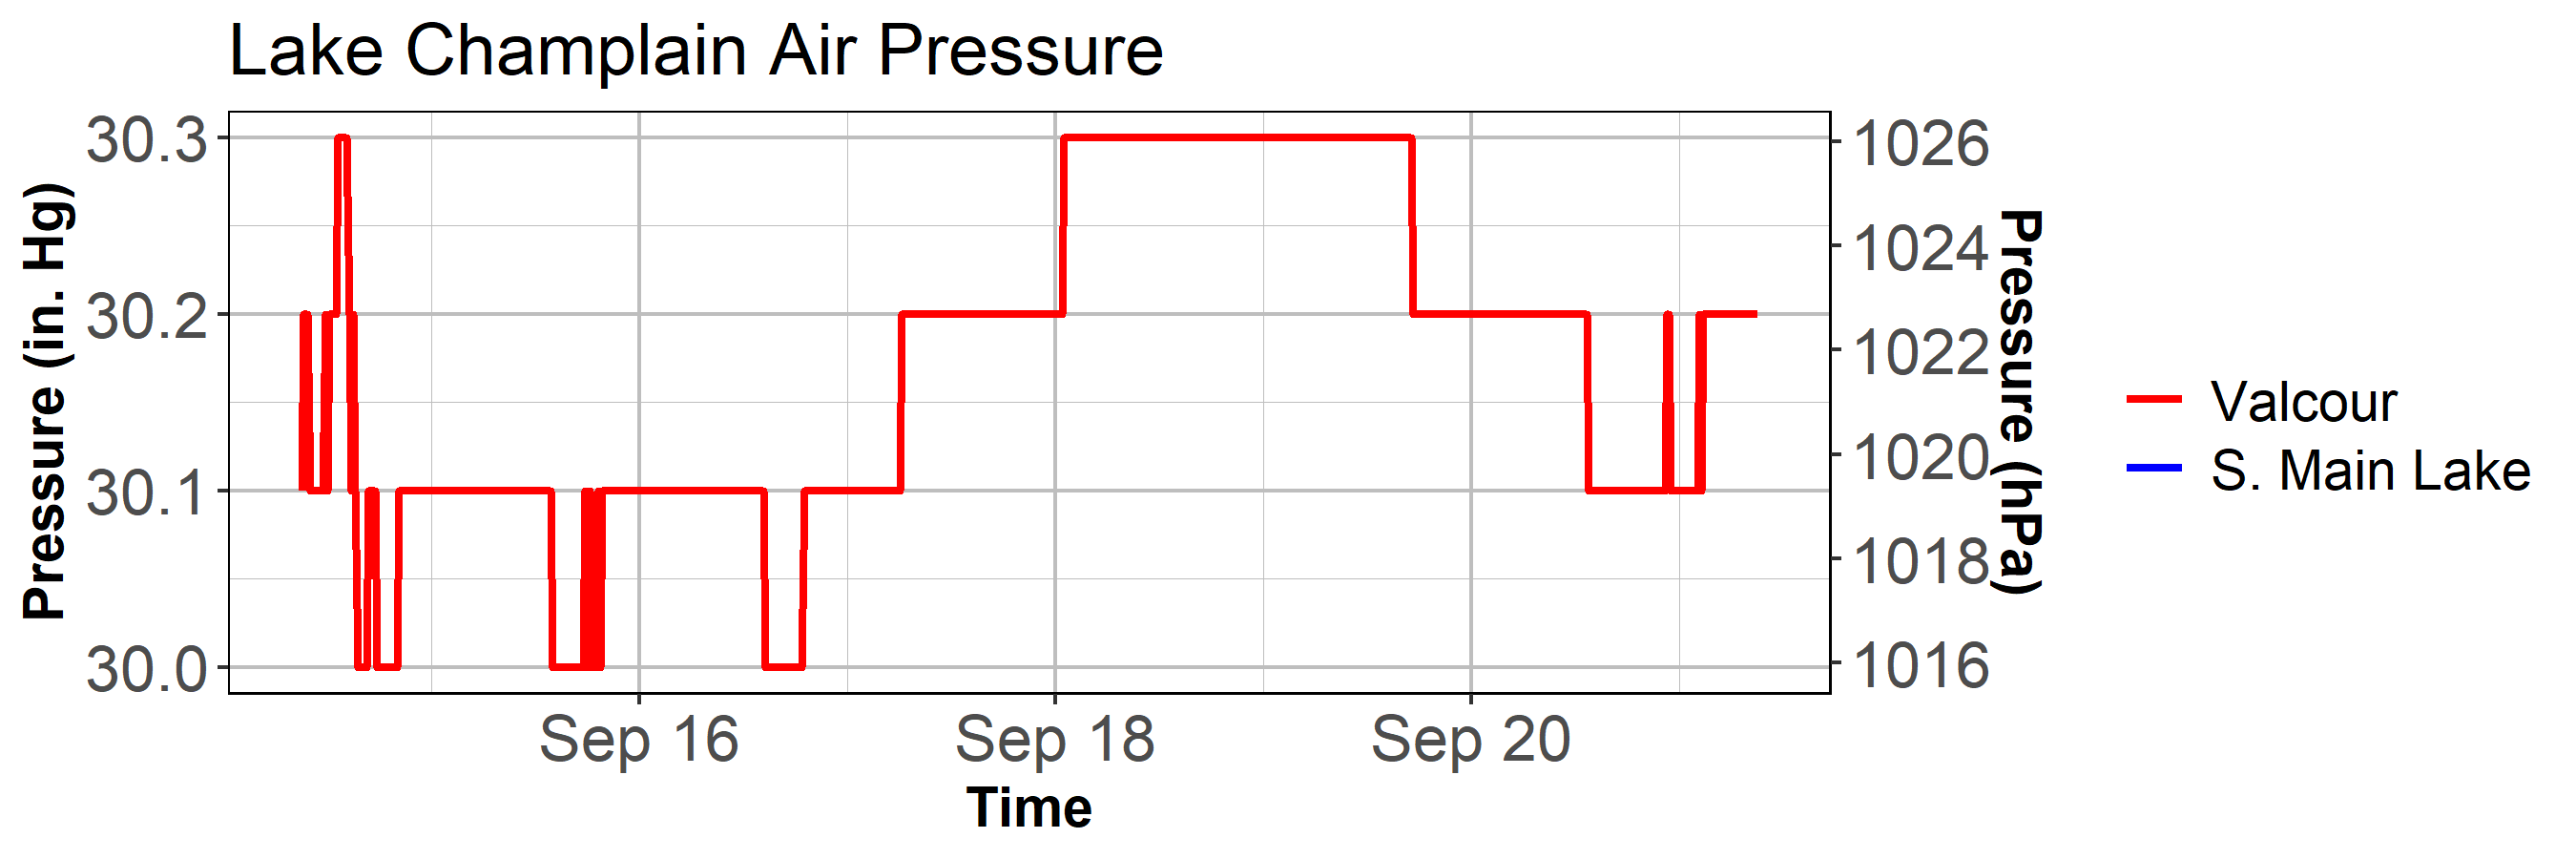 Lake Champlain Air Pressure
Pressure (in. Hg)
30.3
30.2
30.1
30.0
1026
1024
1022
1020
1018
1016
Pressure (hPa)
Sep 16
Sep 18
Sep 20
Time
Valcour
S. Main Lake